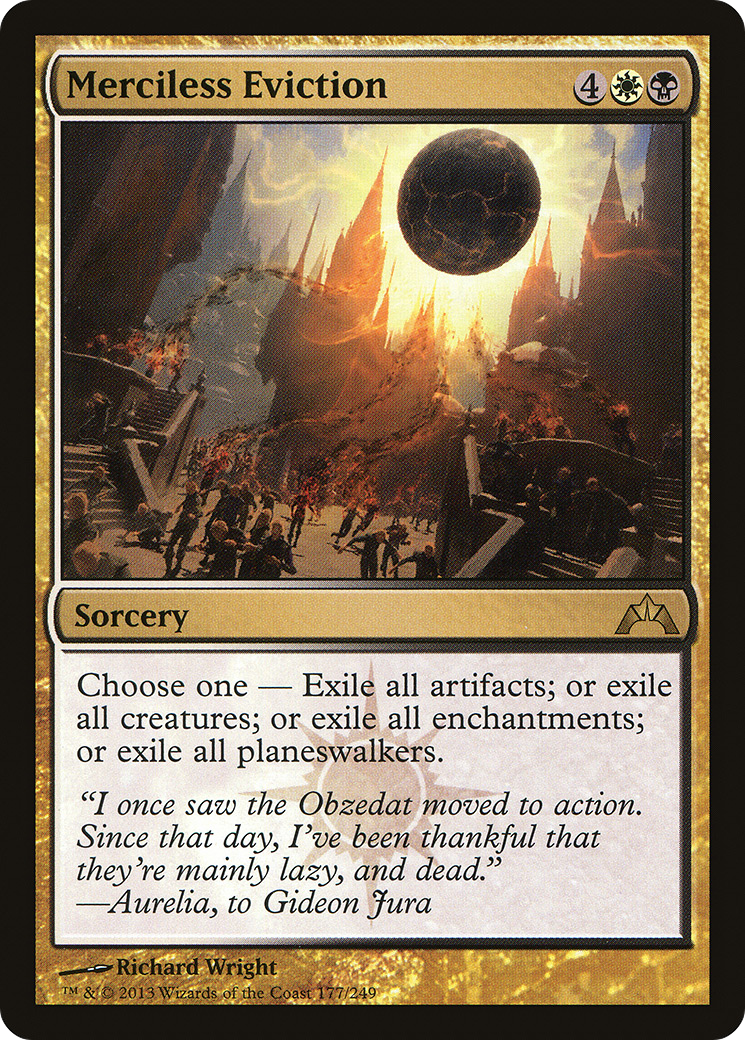 Merciless Eviction 4
Sorcery
Choose one — Exile all artifacts; or exile
all creatures; or exile all enchantments;
or exile all planeswalkers.
“I once saw the Obzedat moved to action.
Since that day, I’ve been thankful that
they’re mainly lazy, and dead.”
—Aurelia, to Gideon Jura
Richard Wright
™ & © 2013 Wizards of the Coast 177/249